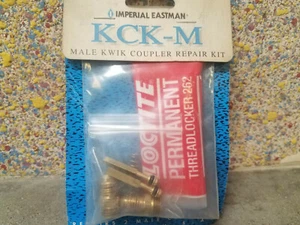 IMPERIAL EASTMAN
KCK-M
MALE KWIK COUPLER REPAIR KIT
LOCTITE
PERMANENT
THREADLOCKER 262